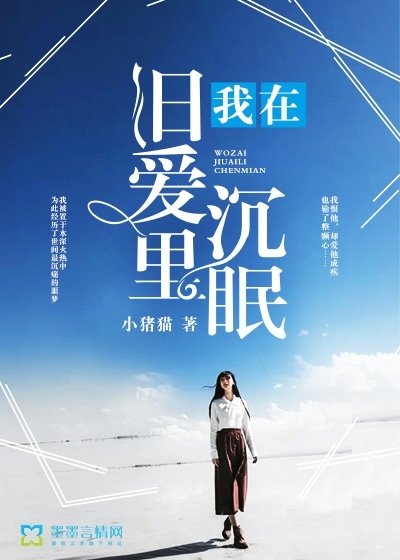 我在
旧爱里
沉眠
WOZAI
JIUAILI
CHENMIAN
小猪猫 著
我恨他，却爱他成疾
也输了整颗心……
我被置于水深火热中
为此经历了世间最沉痛的噩梦
墨墨言情网